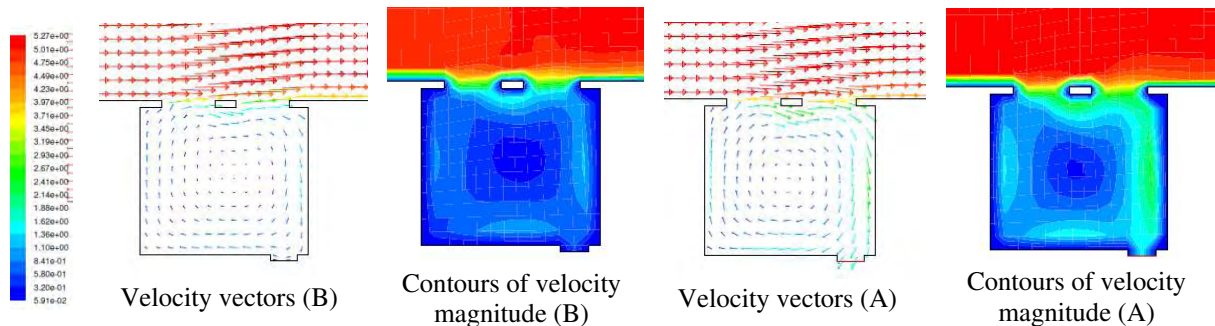 5.27e+00
5.01e+00
4.75e+00
4.49e+00
4.23e+00
3.97e+00
3.71e+00
3.45e+00
3.19e+00
2.93e+00
2.67e+00
2.41e+00
2.14e+00
1.88e+00
1.62e+00
1.36e+00
1.10e+00
8.41e-01
5.80e-01
3.20e-01
5.91e-02
Velocity vectors (B)
Contours of velocity
magnitude (B)
Velocity vectors (A)
Contours of velocity
magnitude (A)